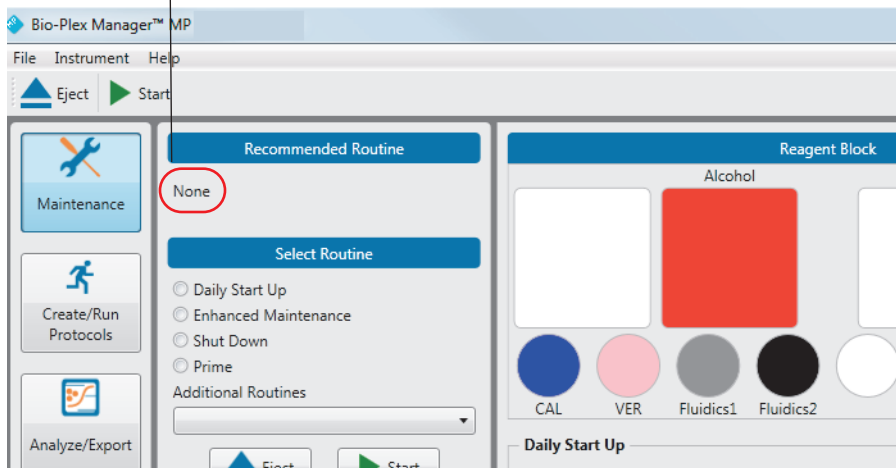 Bio-Plex Manager™ MP
File Instrument Help
Eject Start
Maintenance
Create/Run
Protocols
Analyze/Export
Recommended Routine
None
Select Routine
Daily Start Up
Enhanced Maintenance
Shut Down
Prime
Additional Routines
Eject Start
Reagent Block
Alcohol
CAL VER Fluidics1 Fluidics2
Daily Start Up